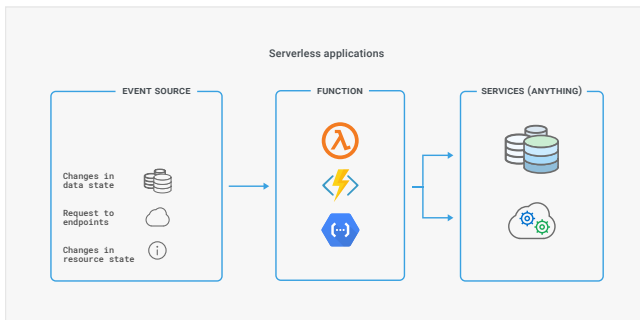 Serverless applications
EVENT SOURCE
Changes in
data state
Request to
endpoints
Changes in
resource state
FUNCTION
SERVICES (ANYTHING)